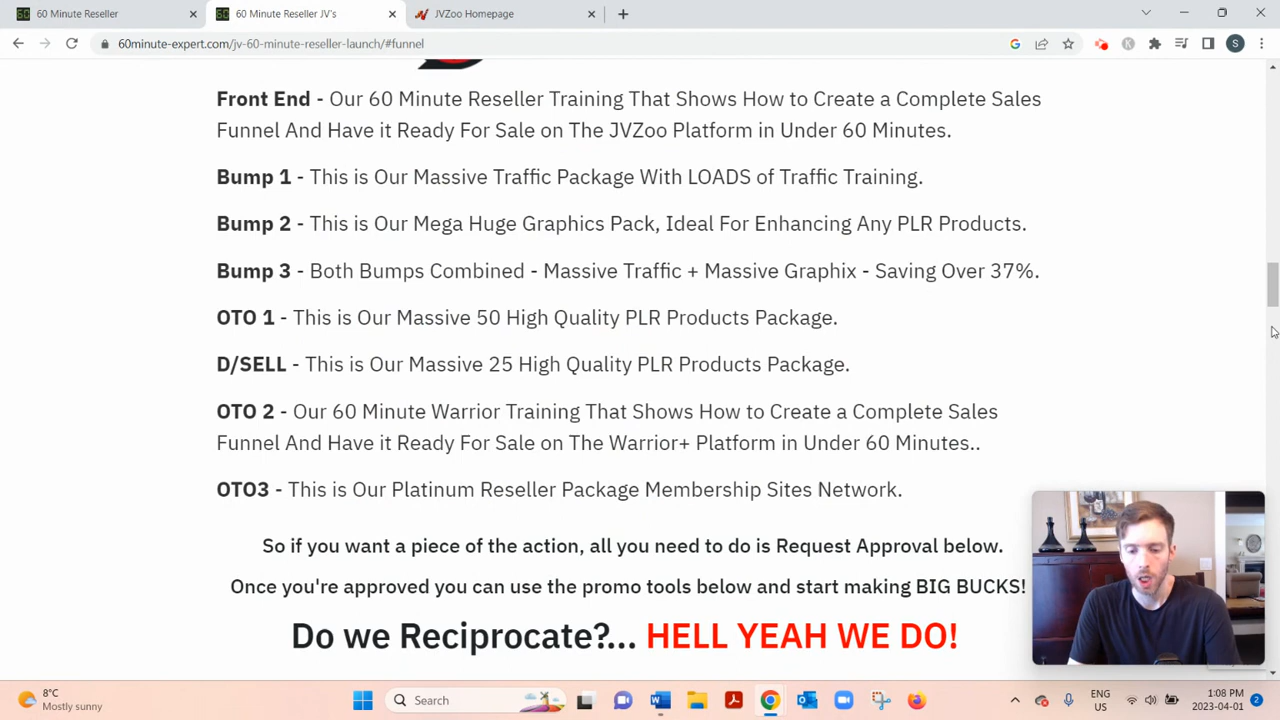 60 Minute Reseller
60 Minute Reseller JV's
JVZoo Homepage
60minute-expert.com/jv-60-minute-reseller-launch/#funnel
Front End - Our 60 Minute Reseller Training That Shows How to Create a Complete Sales
Funnel And Have it Ready For Sale on The JVZoo Platform in Under 60 Minutes.
Bump 1 - This is Our Massive Traffic Package With LOADS of Traffic Training.
Bump 2 - This is Our Mega Huge Graphics Pack, Ideal For Enhancing Any PLR Products.
Bump 3 - Both Bumps Combined - Massive Traffic + Massive Graphix - Saving Over 37%.
OTO 1 - This is Our Massive 50 High Quality PLR Products Package.
D/SELL - This is Our Massive 25 High Quality PLR Products Package.
OTO 2 - Our 60 Minute Warrior Training That Shows How to Create a Complete Sales
Funnel And Have it Ready For Sale on The Warrior+ Platform in Under 60 Minutes..
OTO3 - This is Our Platinum Reseller Package Membership Sites Network.
So if you want a piece of the action, all you need to do is Request Approval below.
Once you're approved you can use the promo tools below and start making BIG BUCKS!
Do we Reciprocate?... HELL YEAH WE DO!
8°C
Mostly sunny
Search
ENG
US
1:08 PM
2023-04-01